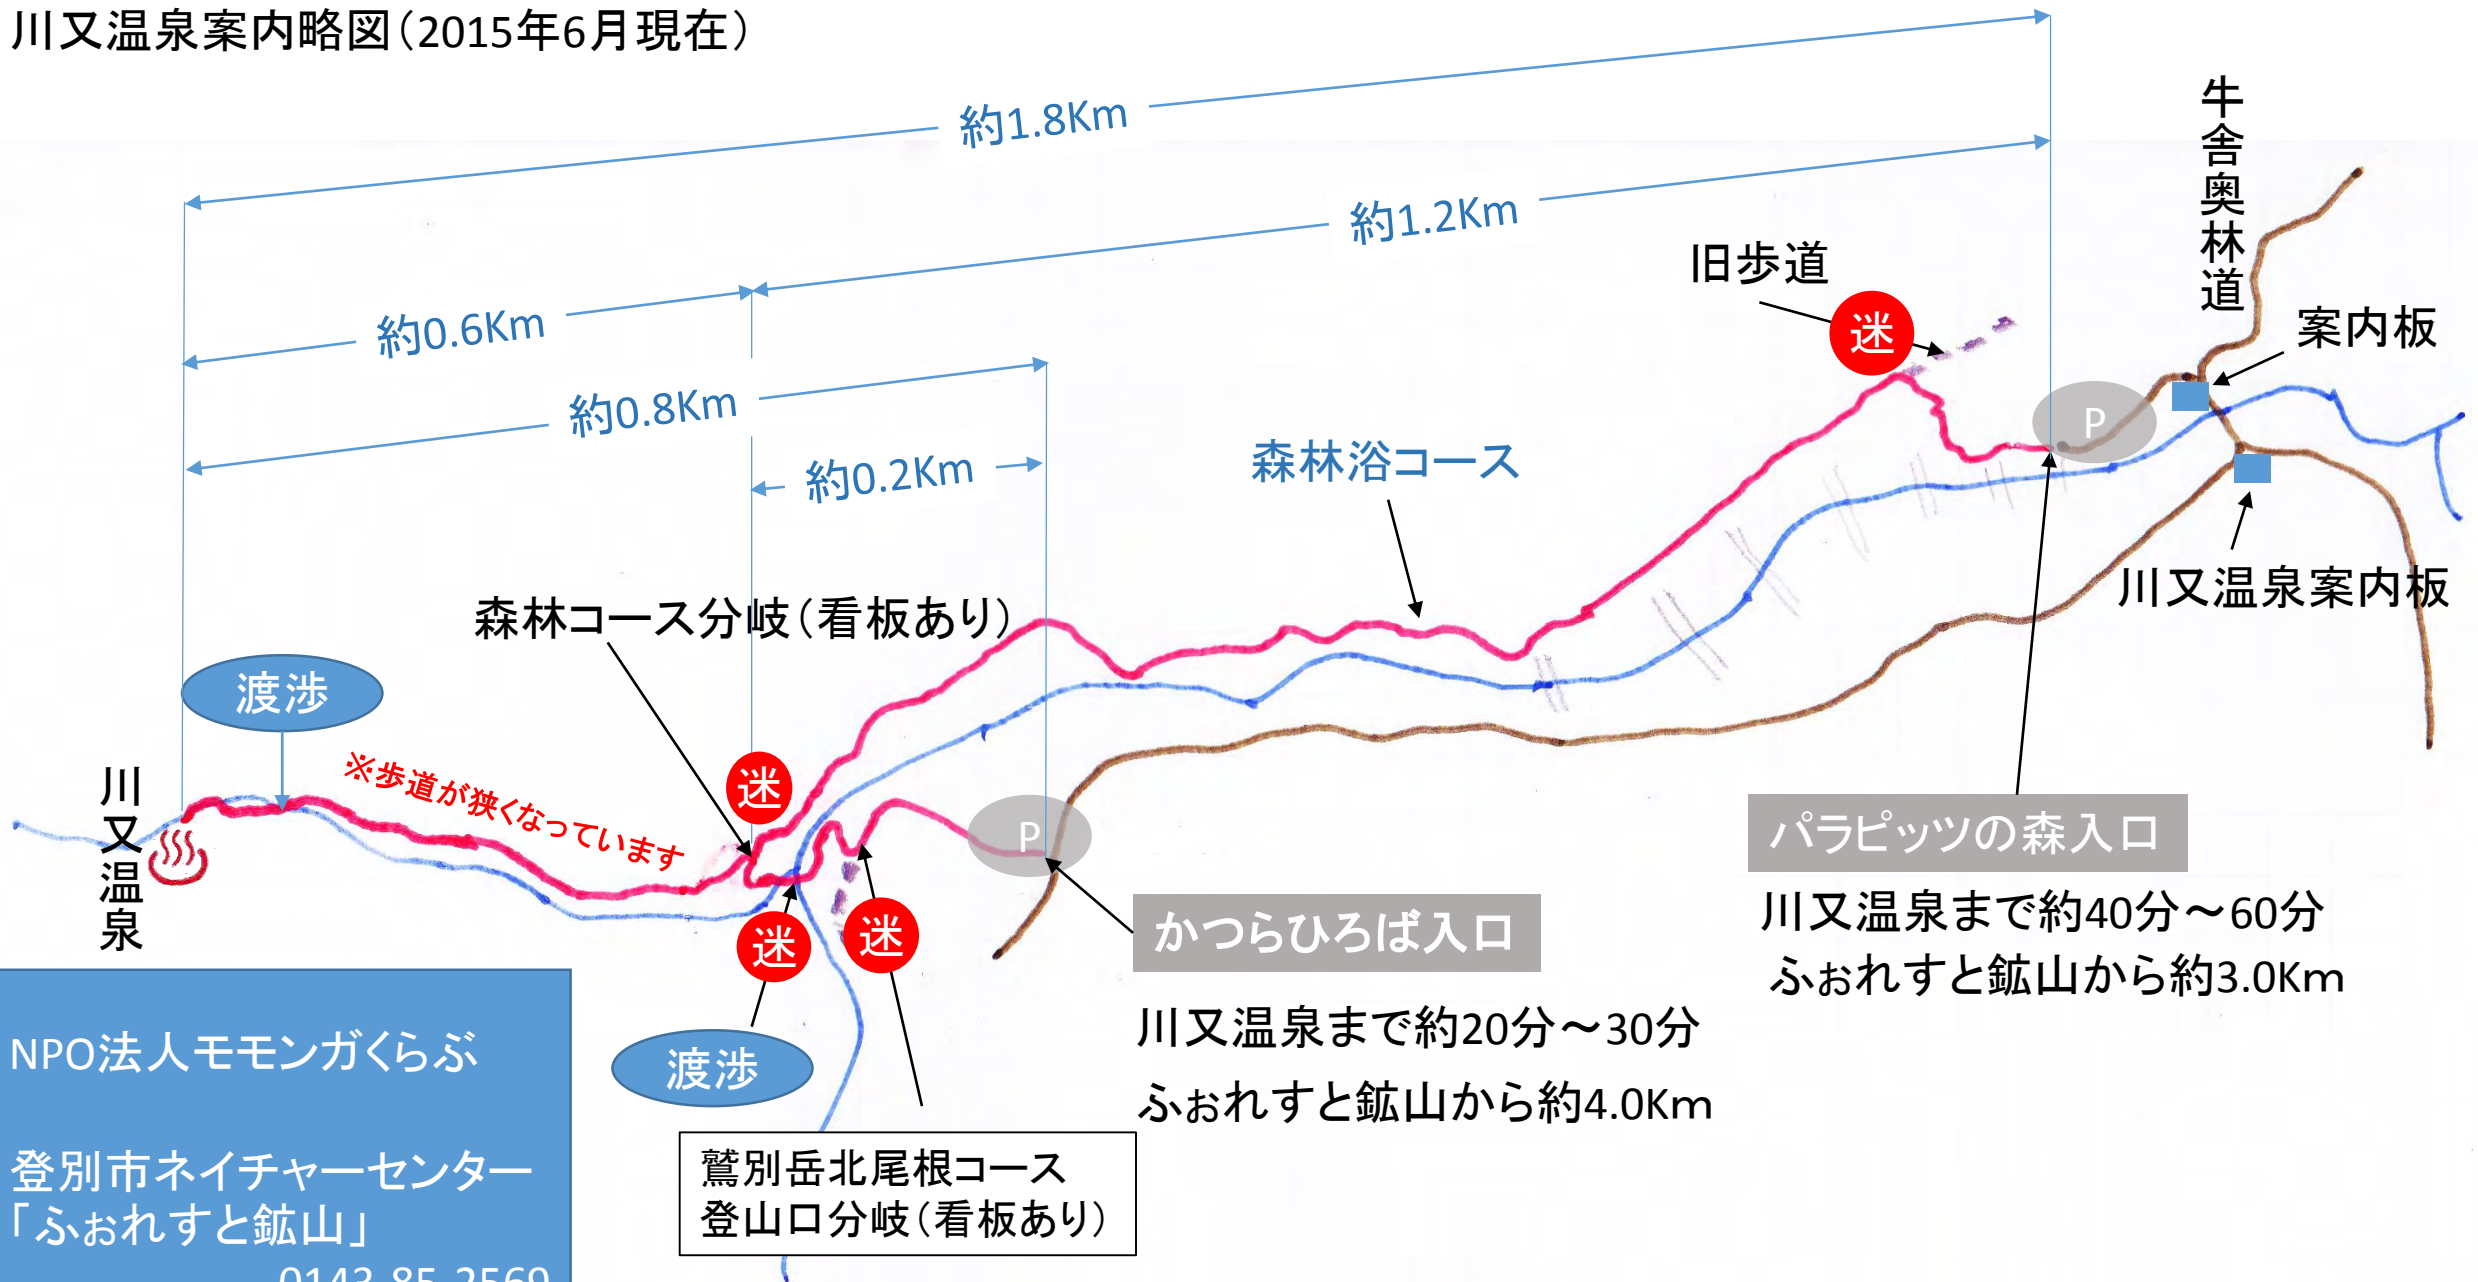 川又温泉案内略図（2015年6月現在）
約1.8Km
約1.2Km
約0.6Km
約0.8Km
約0.2Km
牛舎奥林道
旧歩道
迷
案内板
P
森林浴コース
川又温泉案内板
森林コース分岐（看板あり）
渡渉
※歩道が狭くなっています
迷
川又温泉
P
パラピッツの森入口
川又温泉まで約40分～60分
ふぉれすと鉱山から約3.0Km
かつらひろば入口
川又温泉まで約20分～30分
ふぉれすと鉱山から約4.0Km
迷
迷
渡渉
鷲別岳北尾根コース
登山口分岐（看板あり）
NPO法人モモンガくらぶ
登別市ネイチャーセンター
「ふぉれすと鉱山」
0143-85-2569